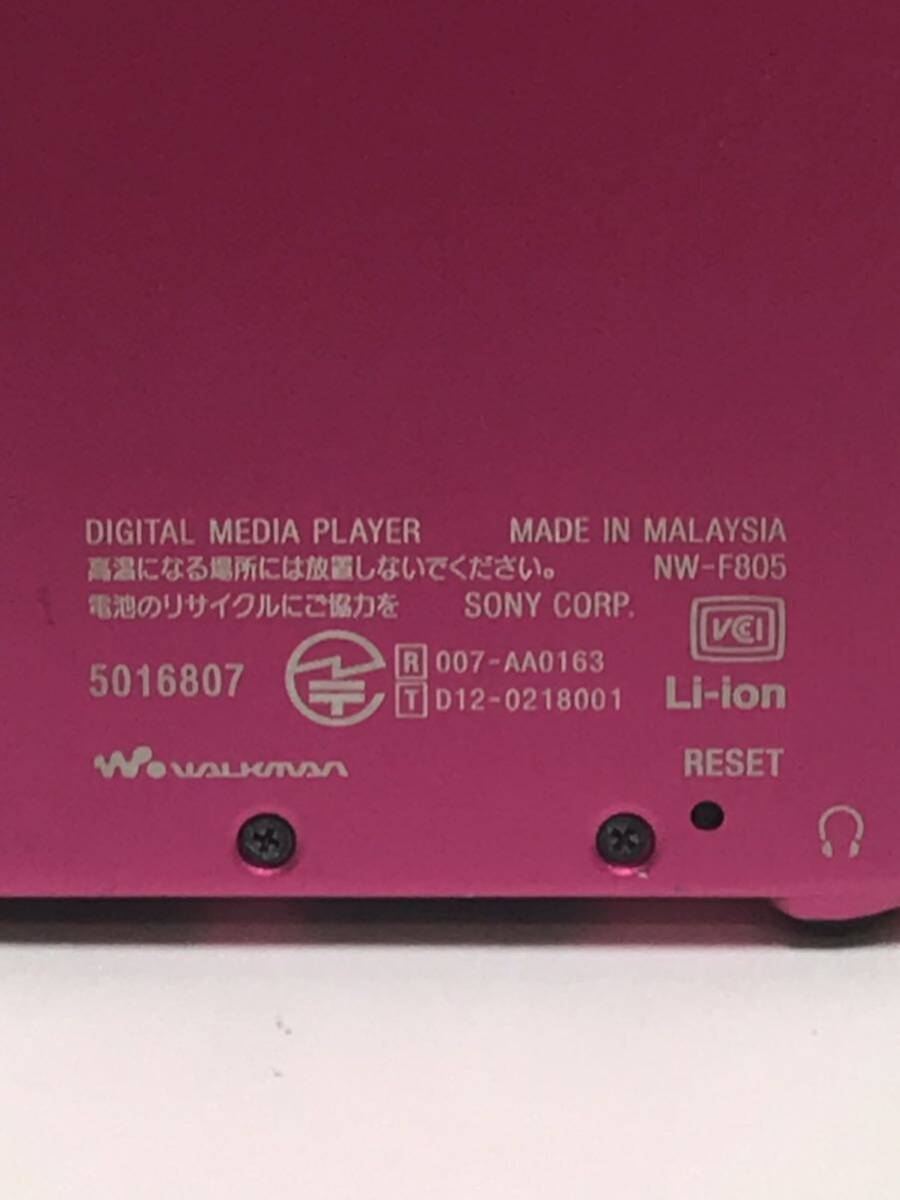 DIGITAL MEDIA PLAYER MADE IN MALAYSIA
高温になる場所には放置しないでください。 NW-F805
電池のリサイクルにご協力を SONY CORP.
VCCI
5016807 R 007-AA0163
T D12-0218001 Li-ion
W. WALKMAN RESET